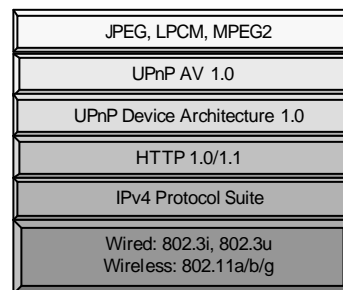 JPEG, LPCM, MPEG2
UPnP AV 1.0
UPnP Device Architecture 1.0
HTTP 1.0/1.1
IPv4 Protocol Suite
Wired: 802.3i, 802.3u
Wireless: 802.11a/b/g